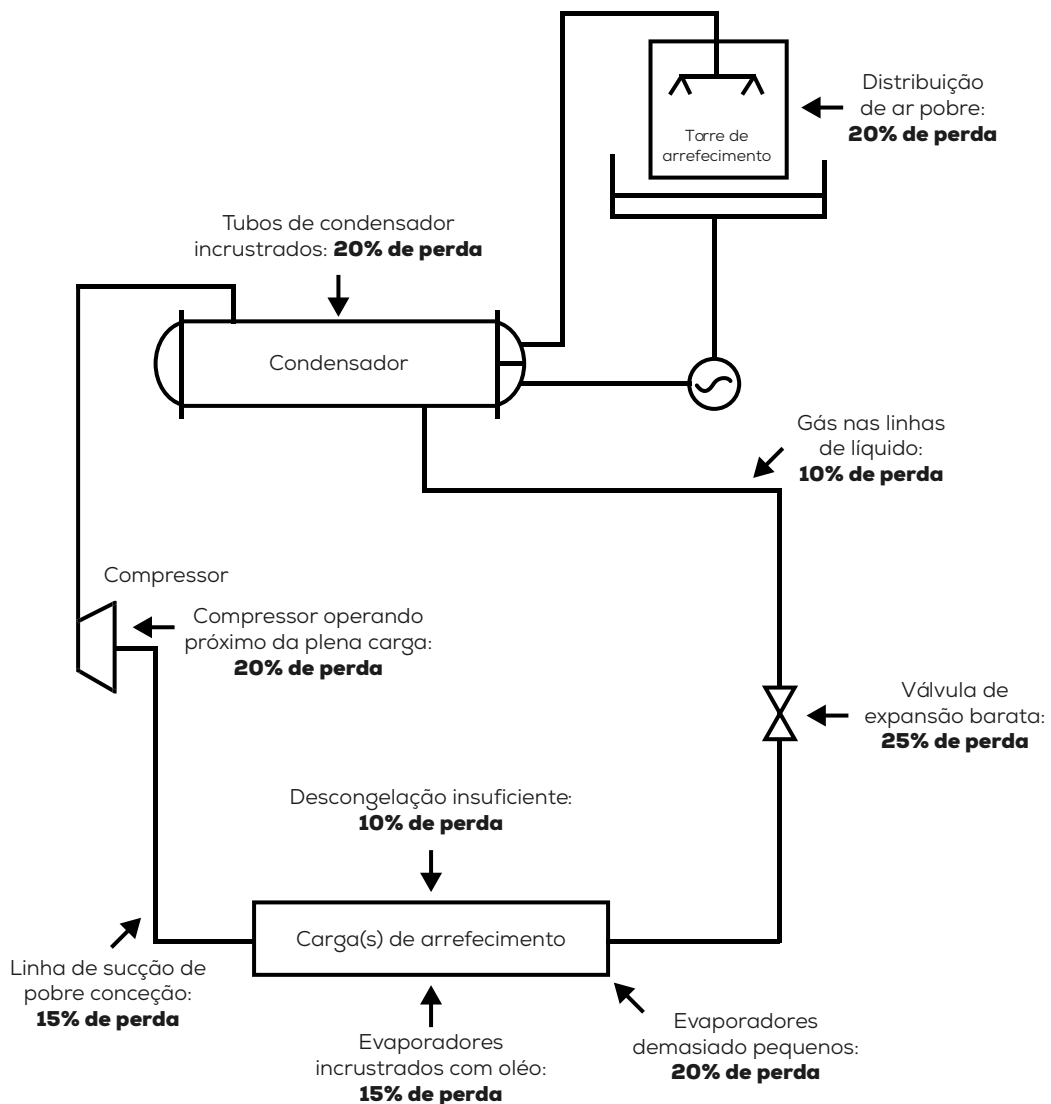 Distribuição
de ar pobre:
20% de perda
Torre de
arrefecimento
Tubos de condensador
incrustrados: 20% de perda
Condensador
Gás nas linhas
de líquido:
10% de perda
Compressor
Compressor operando
próximo da plena carga:
20% de perda
Válvula de
expansão barata:
25% de perda
Descongelação insuficiente:
10% de perda
Carga(s) de arrefecimento
Linha de sucção de
pobre conceção:
15% de perda
Evaporadores
incrustrados com oléo:
15% de perda
Evaporadores
demasiado pequenos:
20% de perda